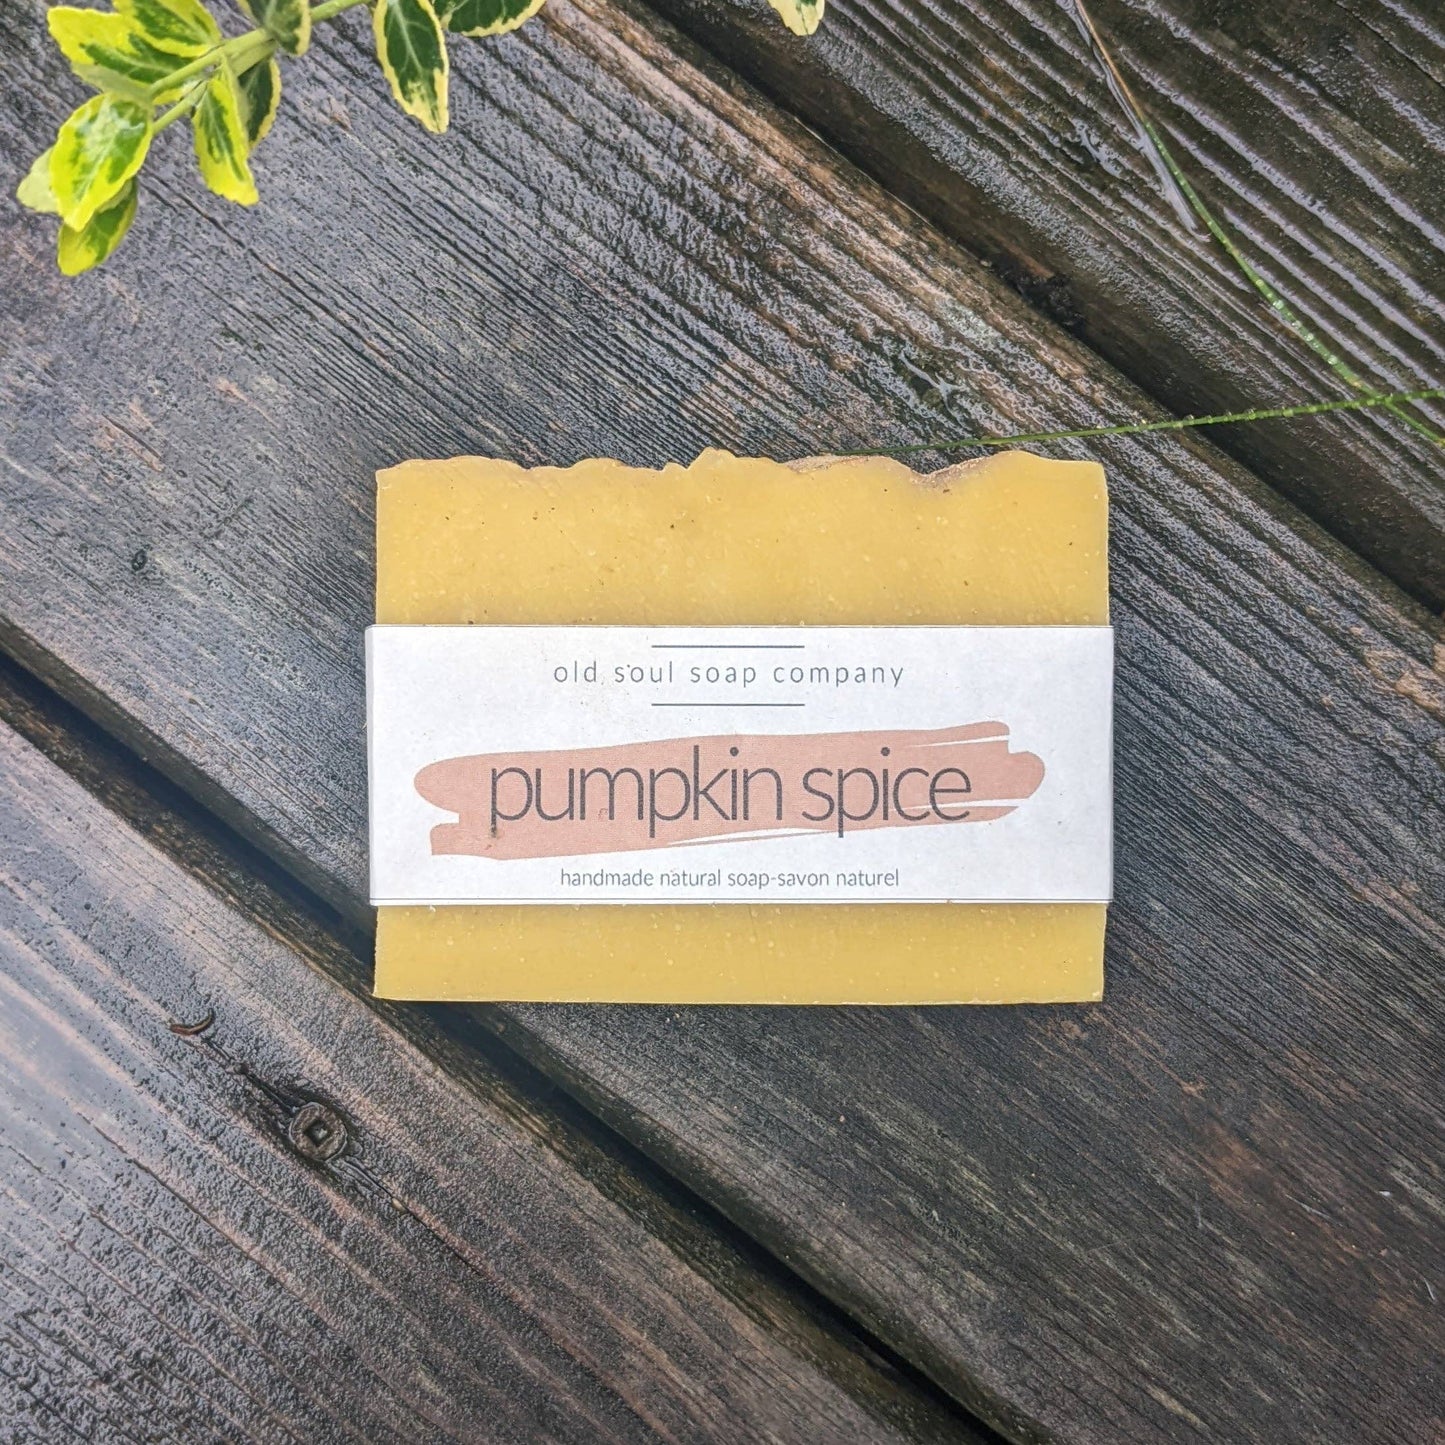 old soul soap company
pumpkin spice
handmade natural soap-savon naturel